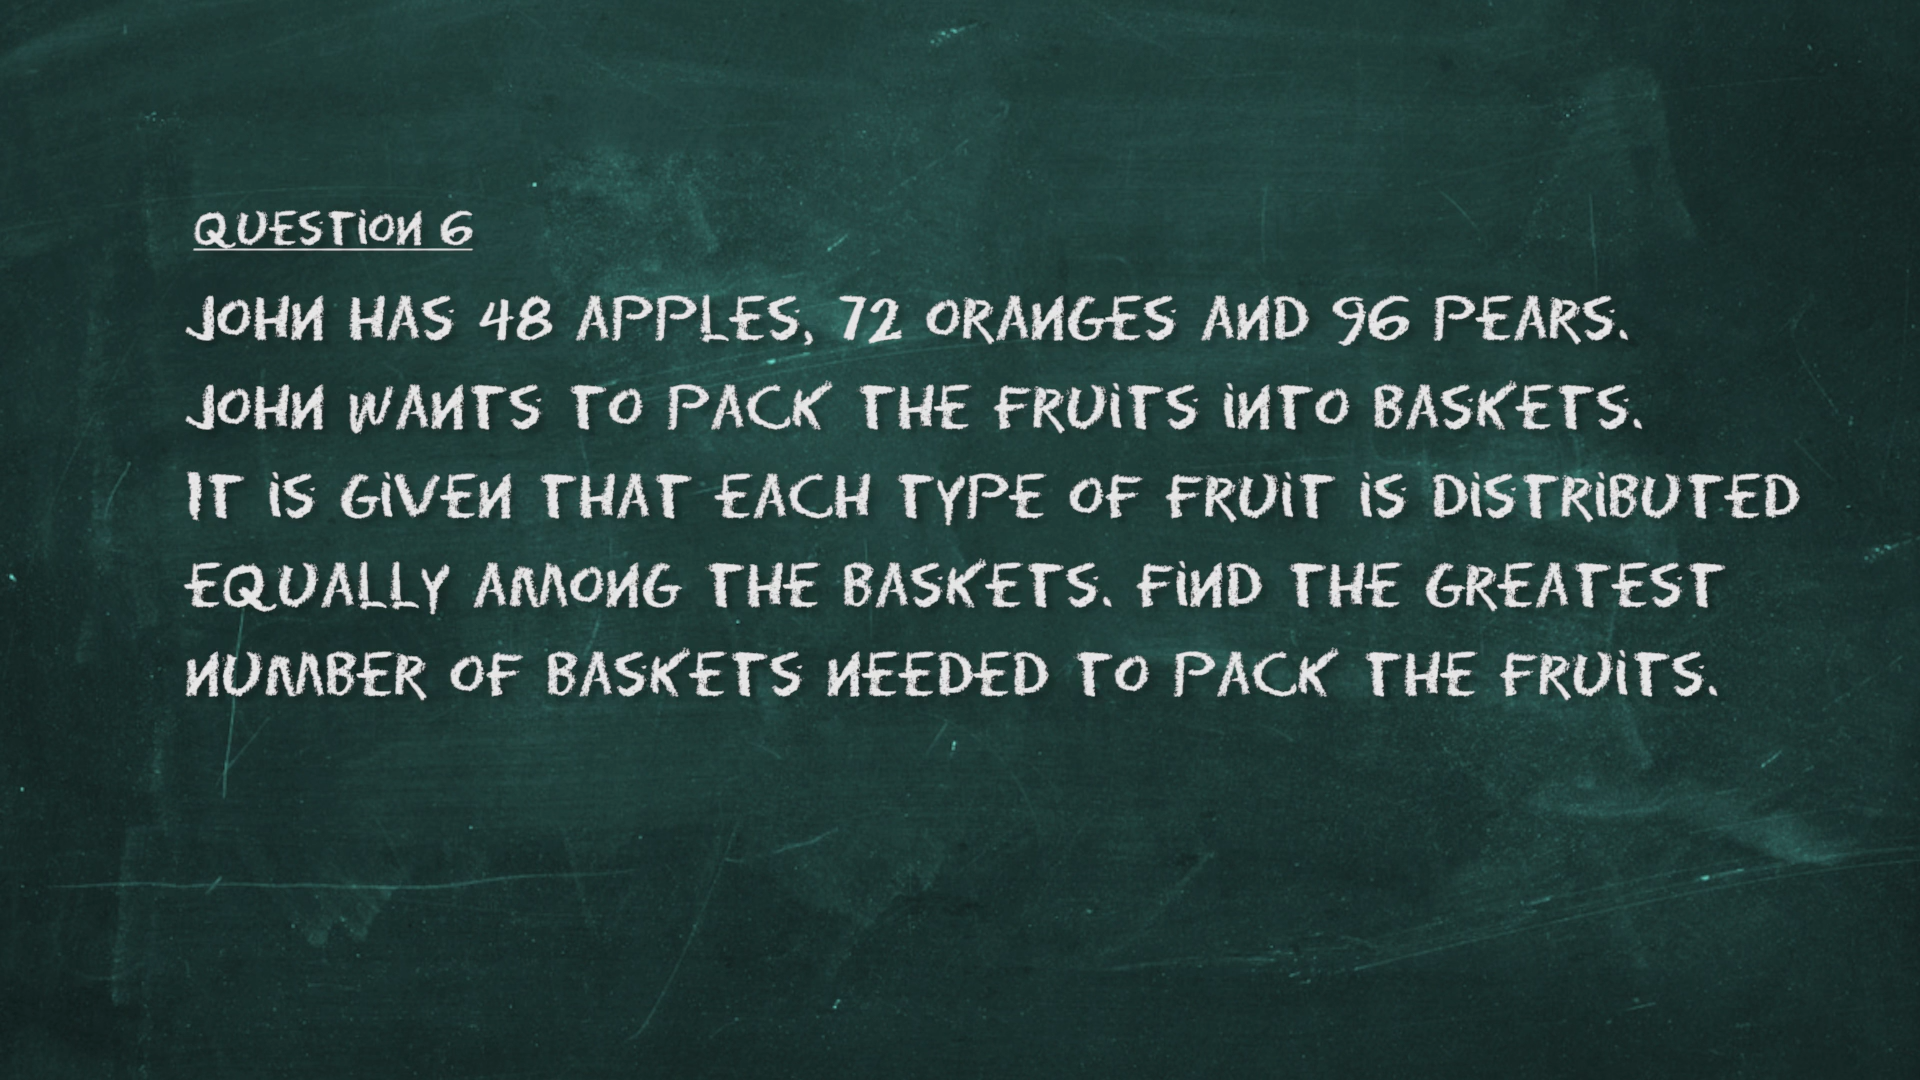 QUESTION 6
JOHN HAS 48 APPLES, 72 ORANGES AND 96 PEARS.
JOHN WANTS TO PACK THE FRUITS INTO BASKETS.
IT IS GIVEN THAT EACH TYPE OF FRUIT IS DISTRIBUTED
EQUALLY AMONG THE BASKETS. FIND THE GREATEST
NUMBER OF BASKETS NEEDED TO PACK THE FRUITS.